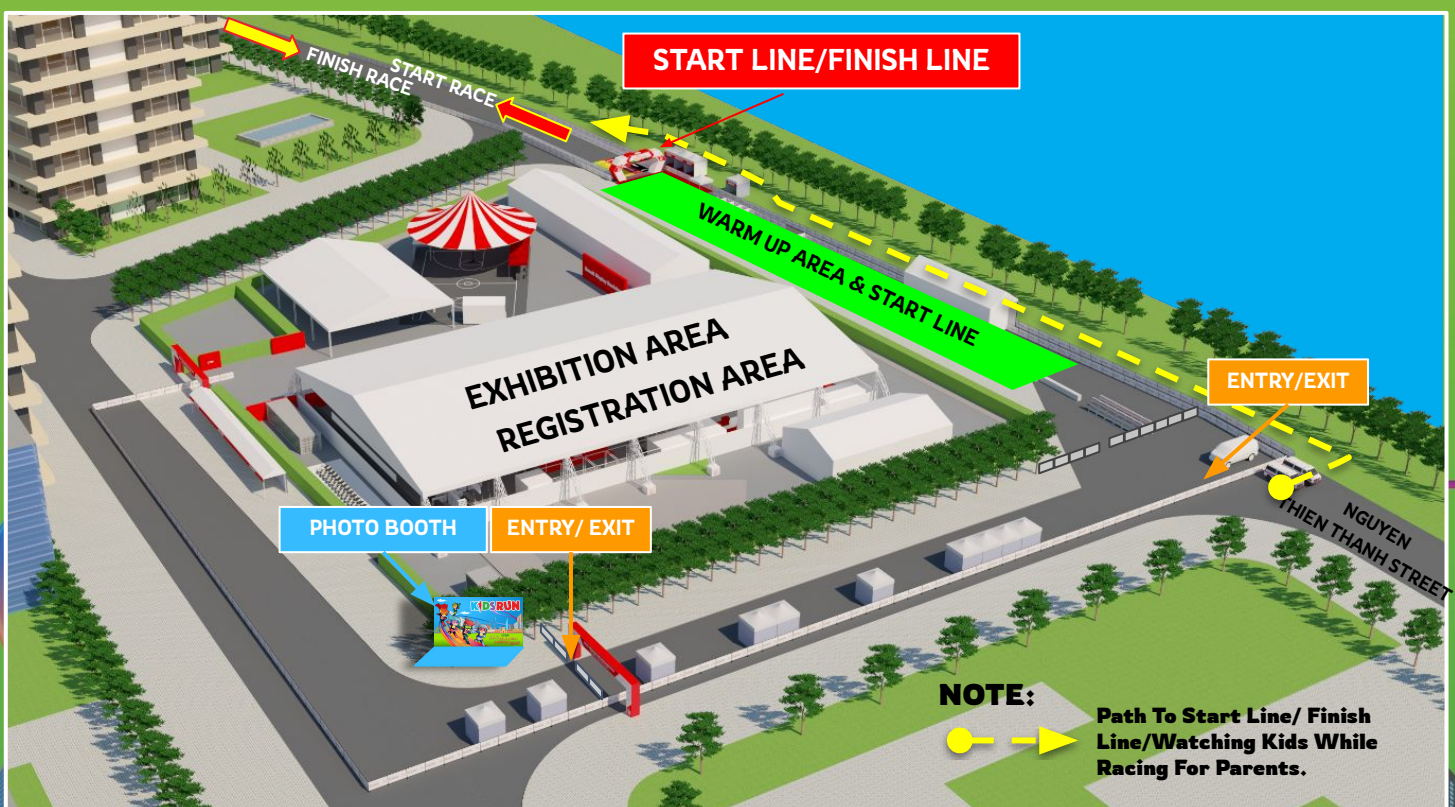 START LINE/FINISH LINE
FINISH RACE
START RACE
WARM UP AREA & START LINE
EXHIBITION AREA
REGISTRATION AREA
ENTRY/EXIT
PHOTO BOOTH
ENTRY/ EXIT
NGUYEN
THIEN THANH STREET
KIDSRUN
NOTE:
Path To Start Line/ Finish
Line/Watching Kids While
Racing For Parents.